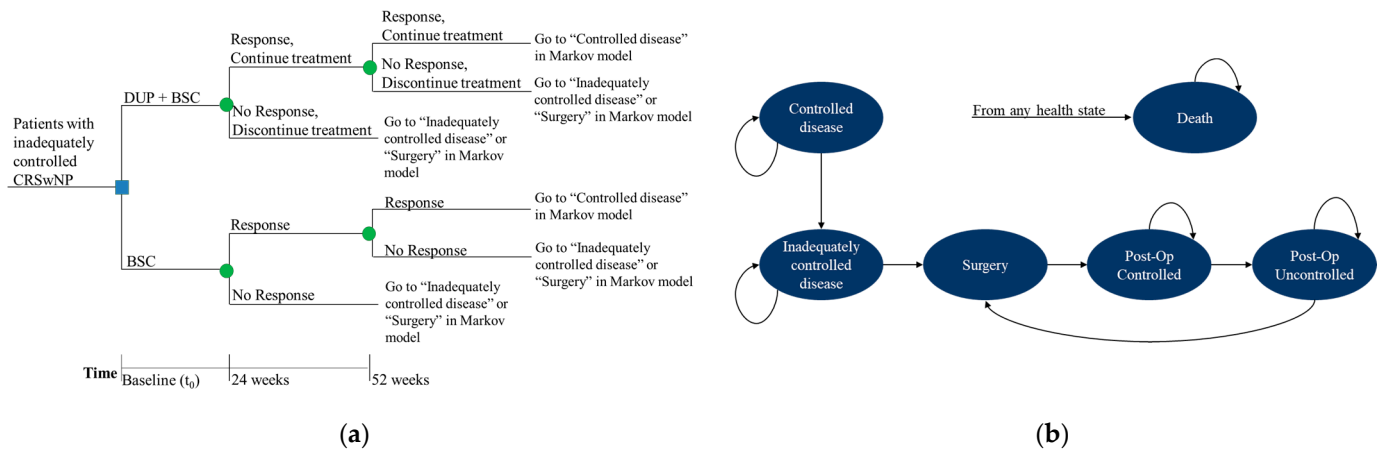 Patients with
inadequately
controlled
CRSwNP
DUP + BSC
Response,
Continue treatment
Response,
Continue treatment
Go to “Controlled disease”
in Markov model
No Response,
Discontinue treatment
Go to “Inadequately
controlled disease” or
“Surgery” in Markov model
No Response,
Discontinue treatment
Go to “Inadequately
controlled disease” or
“Surgery” in Markov
model
BSC
Response
Response
Go to “Controlled disease”
in Markov model
No Response
Go to “Inadequately
controlled disease” or
“Surgery” in Markov model
No Response
Go to “Inadequately
controlled disease” or
“Surgery” in Markov
model
Time
Baseline (t₀)
24 weeks
52 weeks
(a)
Controlled
disease
From any health state
Death
Inadequately
controlled
disease
Surgery
Post-Op
Controlled
Post-Op
Uncontrolled
(b)